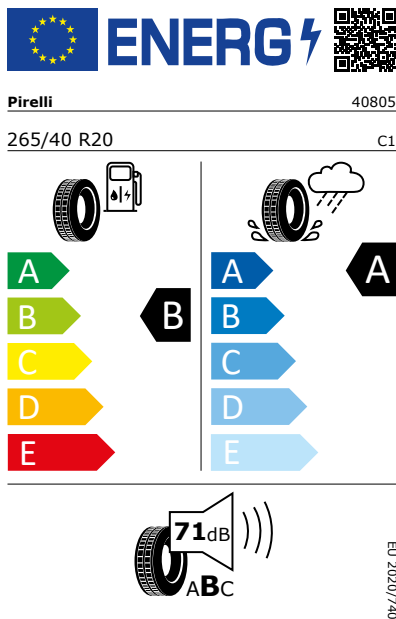 ENERG
Pirelli 40805
265/40 R20 C1
A A A
B B B
C C
D D
E E
71dB
ABC
EU 2020/740